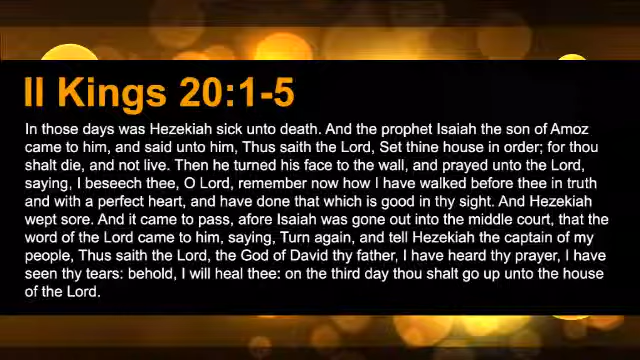 II Kings 20:1-5
In those days was Hezekiah sick unto death. And the prophet Isaiah the son of Amoz
came to him, and said unto him, Thus saith the Lord, Set thine house in order; for thou
shalt die, and not live. Then he turned his face to the wall, and prayed unto the Lord,
saying, I beseech thee, O Lord, remember now how I have walked before thee in truth
and with a perfect heart, and have done that which is good in thy sight. And Hezekiah
wept sore. And it came to pass, afore Isaiah was gone out into the middle court, that the
word of the Lord came to him, saying, Turn again, and tell Hezekiah the captain of my
people, Thus saith the Lord, the God of David thy father, I have heard thy prayer, I have
seen thy tears: behold, I will heal thee: on the third day thou shalt go up unto the house
of the Lord.